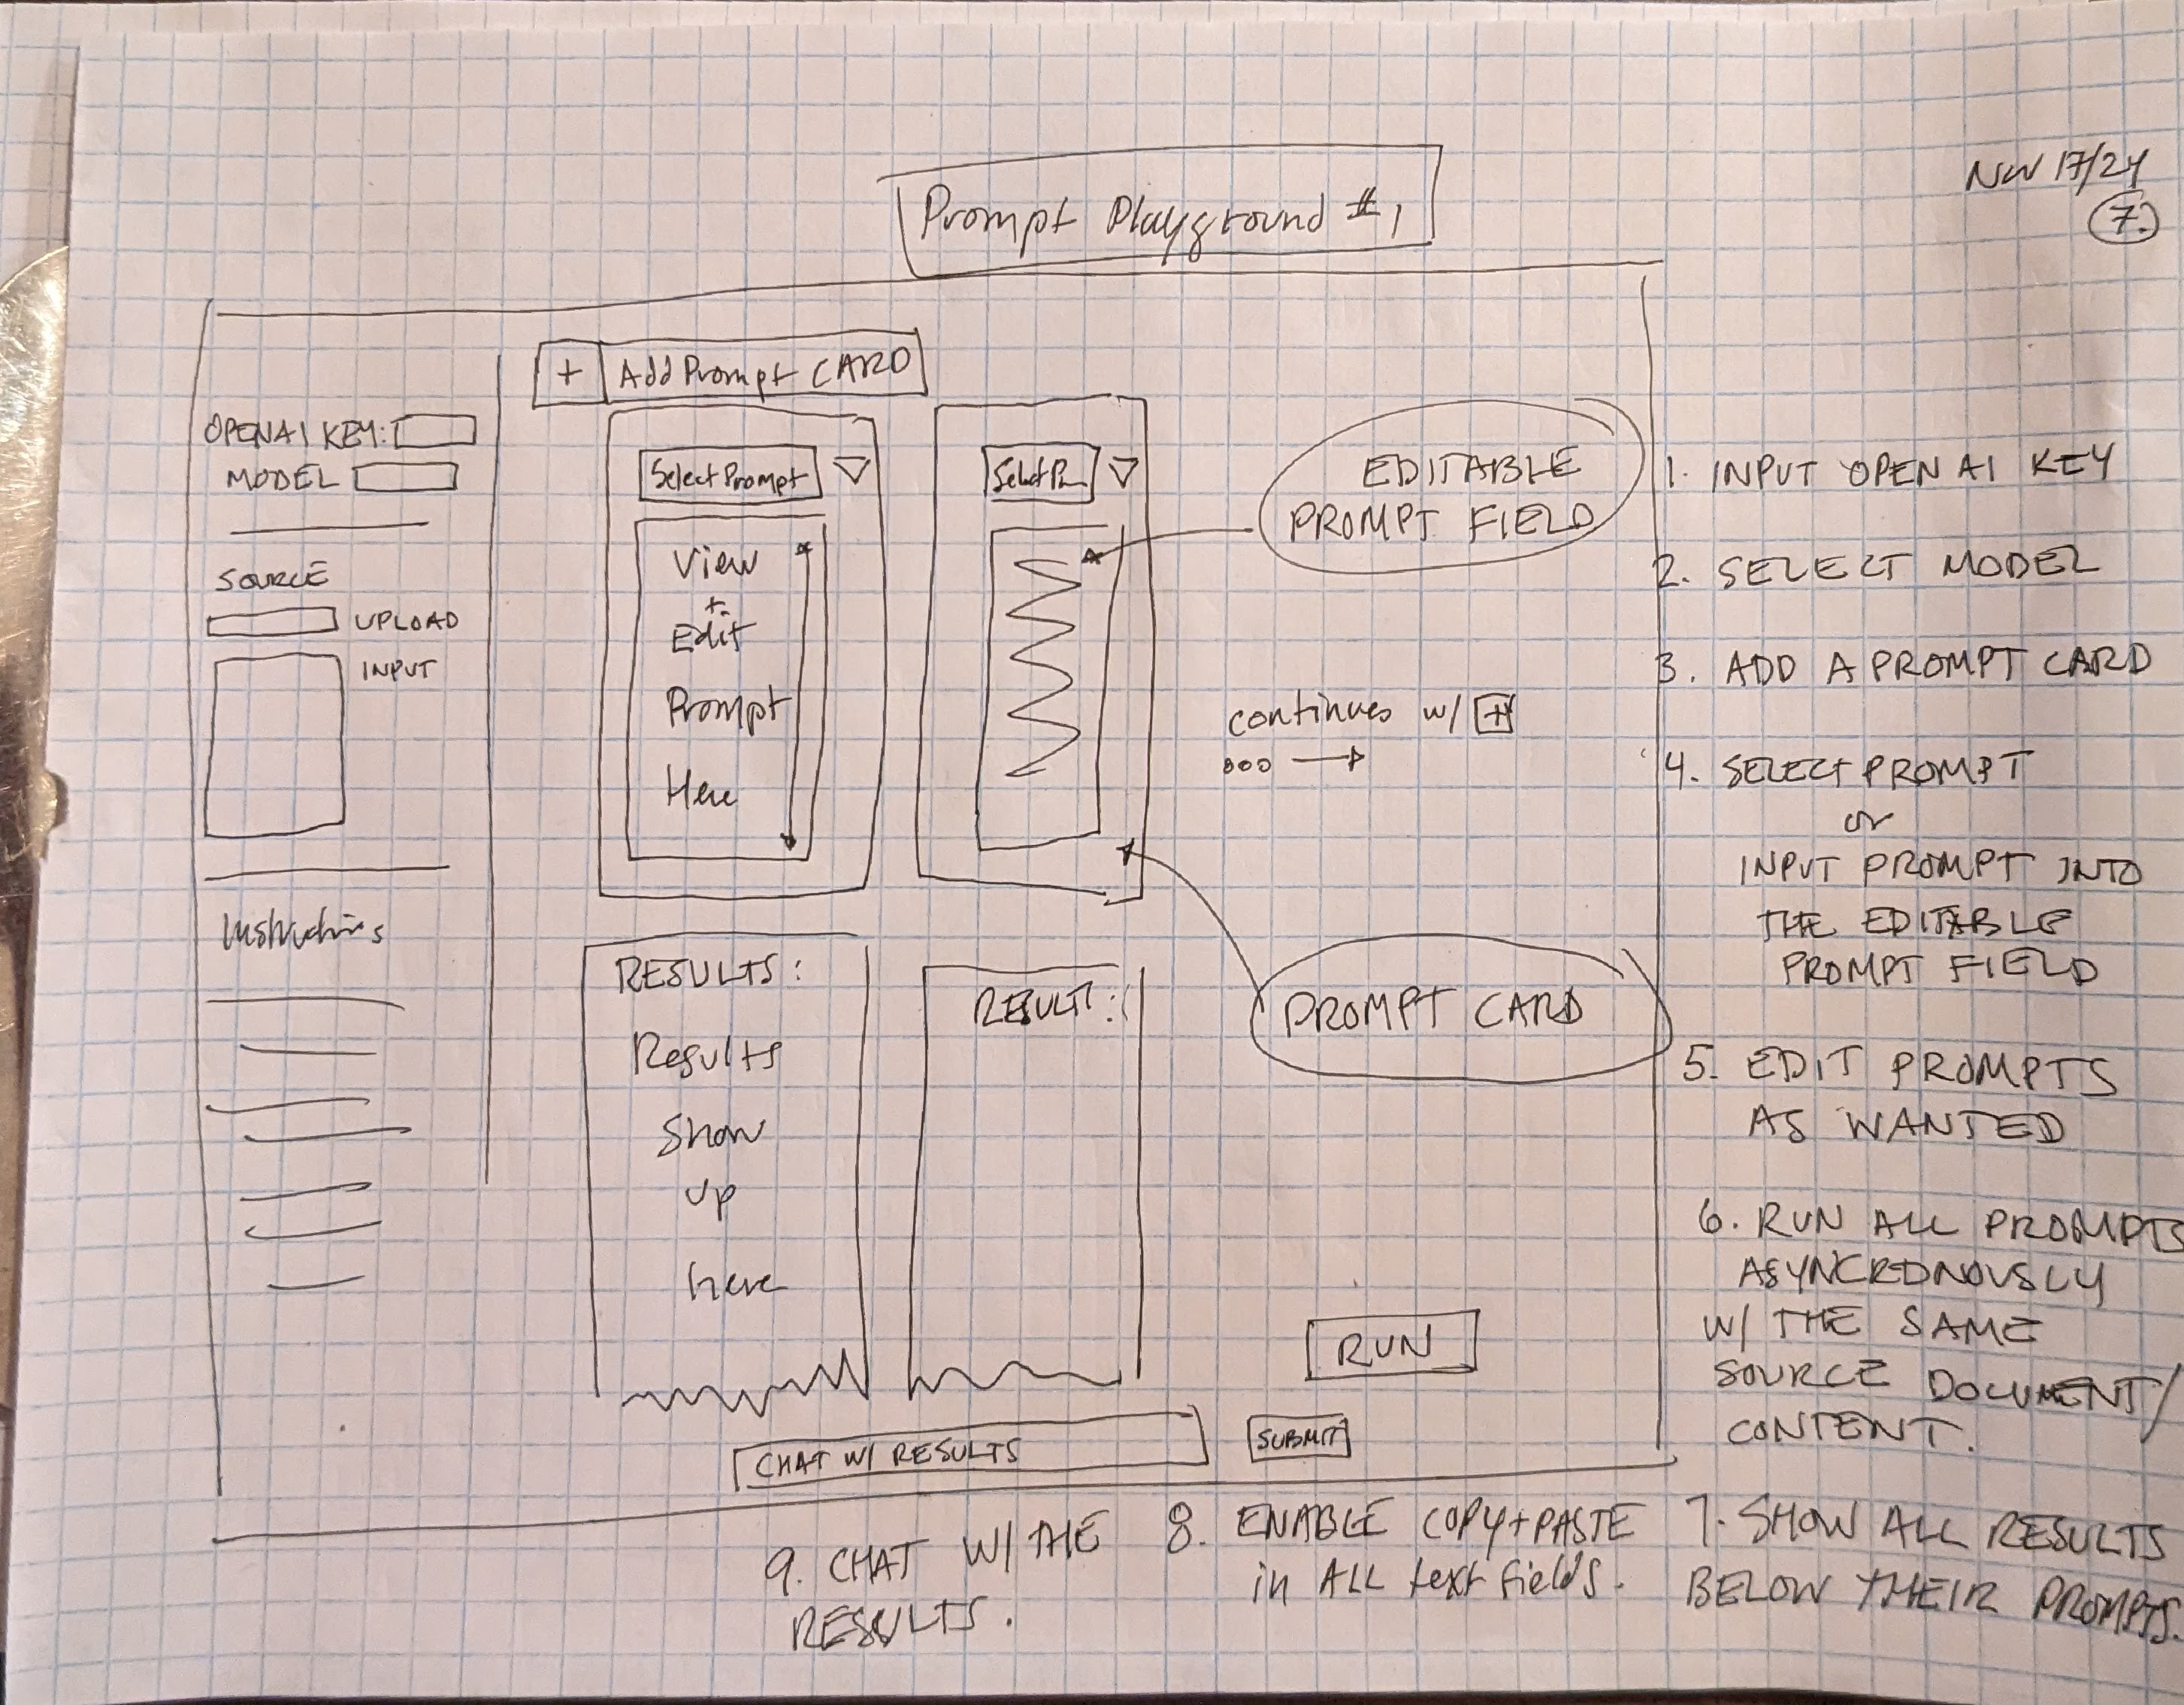 Prompt Playground #1
Nov 17/24
7.
+ Add Prompt CARD
OPENAI KEY:
MODEL
SOURCE
UPLOAD
INPUT
Instructions
Select Prompt
View
+
Edit
Prompt
Here
EDITABLE
PROMPT FIELD
continues w/ +
RESULTS:
Results
Show
up
here
RESULT:
PROMPT CARD
RUN
CHAT W/ RESULTS
SUBMIT
1. INPUT OPEN AI KEY
2. SELECT MODEL
3. ADD A PROMPT CARD
4. SELECT PROMPT
or
INPUT PROMPT INTO
THE EDITABLE
PROMPT FIELD
5. EDIT PROMPTS
AS WANTED
6. RUN ALL PROMPTS
ASYNCRONOUSLY
W/ THE SAME
SOURCE DOCUMENT/
CONTENT.
7. SHOW ALL RESULTS
BELOW THEIR PROMPTS.
8. ENABLE COPY+PASTE
in ALL text fields.
9. CHAT W/ THE
RESULTS.